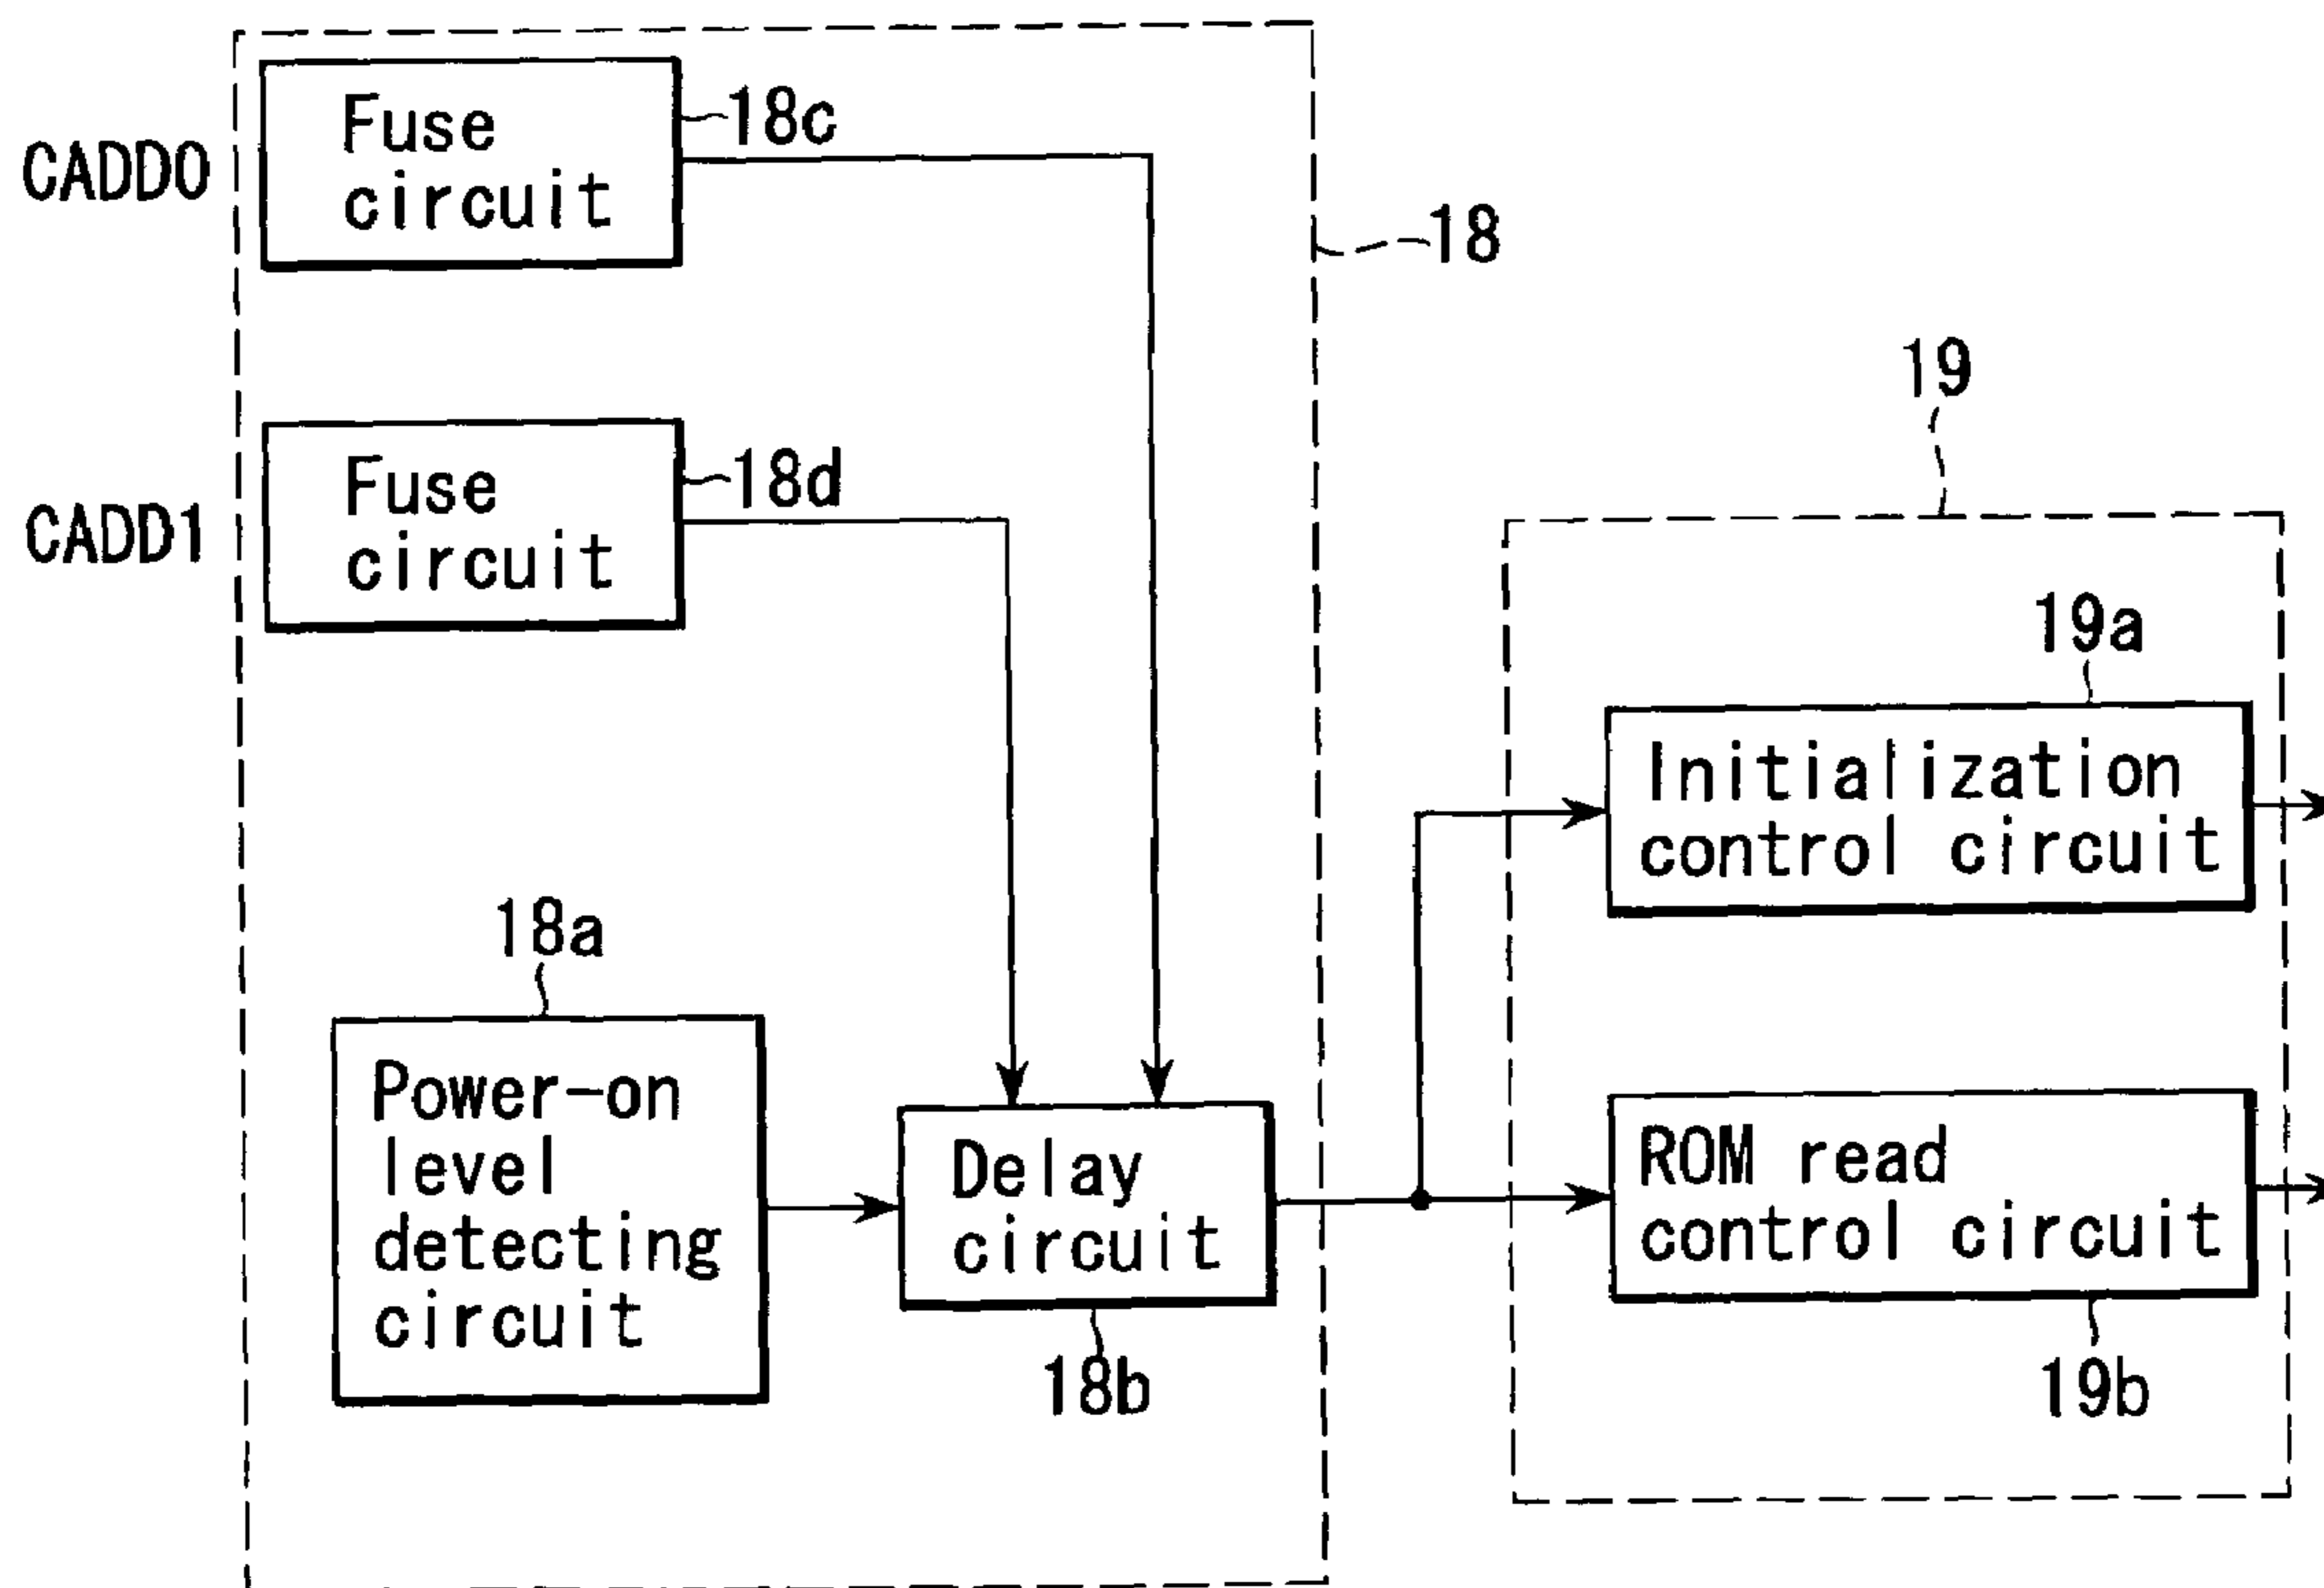 CADD0
Fuse
circuit
18c
18
CADD1
Fuse
circuit
18d
19
19a
Initialization
control circuit
18a
Power-on
level
detecting
circuit
Delay
circuit
18b
ROM read
control circuit
19b